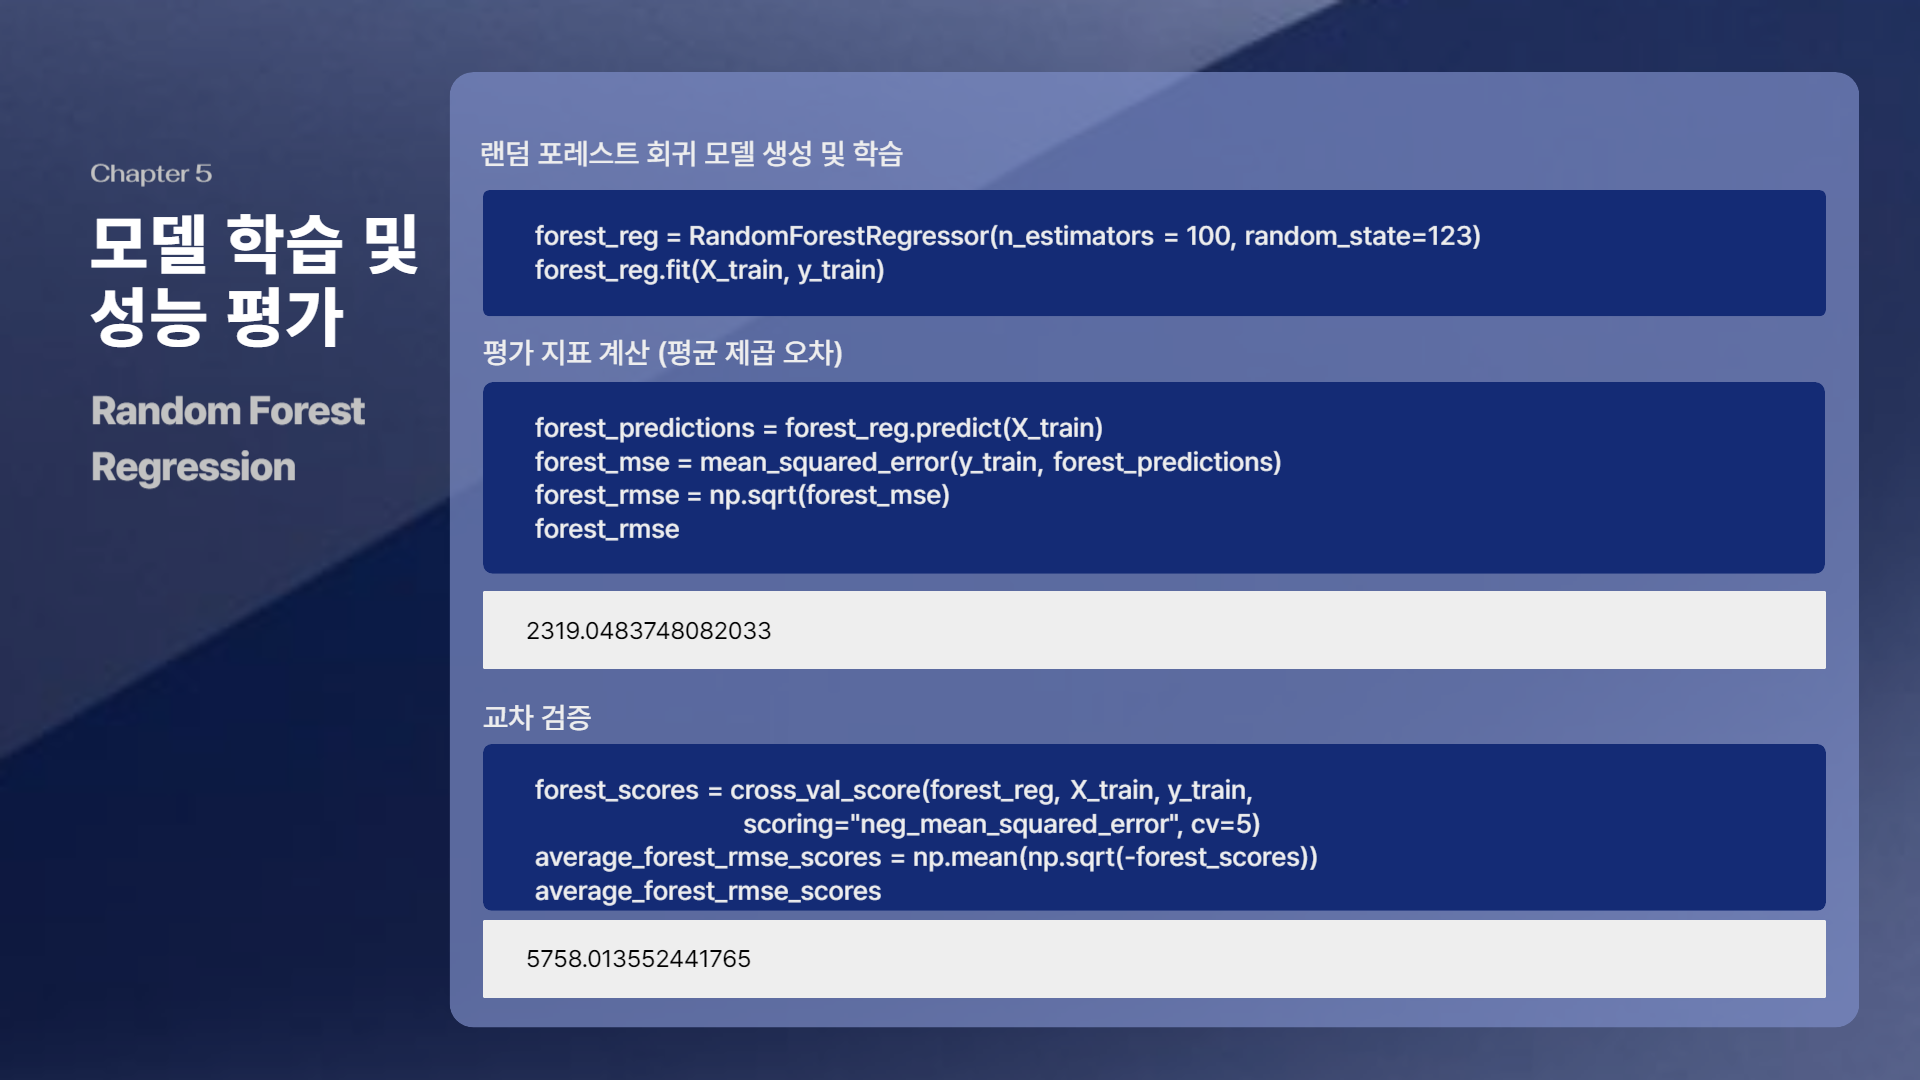 Chapter 5
모델 학습 및
성능 평가
Random Forest
Regression
랜덤 포레스트 회귀 모델 생성 및 학습
forest_reg = RandomForestRegressor(n_estimators = 100, random_state=123)
forest_reg.fit(X_train, y_train)
평가 지표 계산 (평균 제곱 오차)
forest_predictions = forest_reg.predict(X_train)
forest_mse = mean_squared_error(y_train, forest_predictions)
forest_rmse = np.sqrt(forest_mse)
forest_rmse
2319.0483748082033
교차 검증
forest_scores = cross_val_score(forest_reg, X_train, y_train,
scoring="neg_mean_squared_error", cv=5)
average_forest_rmse_scores = np.mean(np.sqrt(-forest_scores))
average_forest_rmse_scores
5758.013552441765